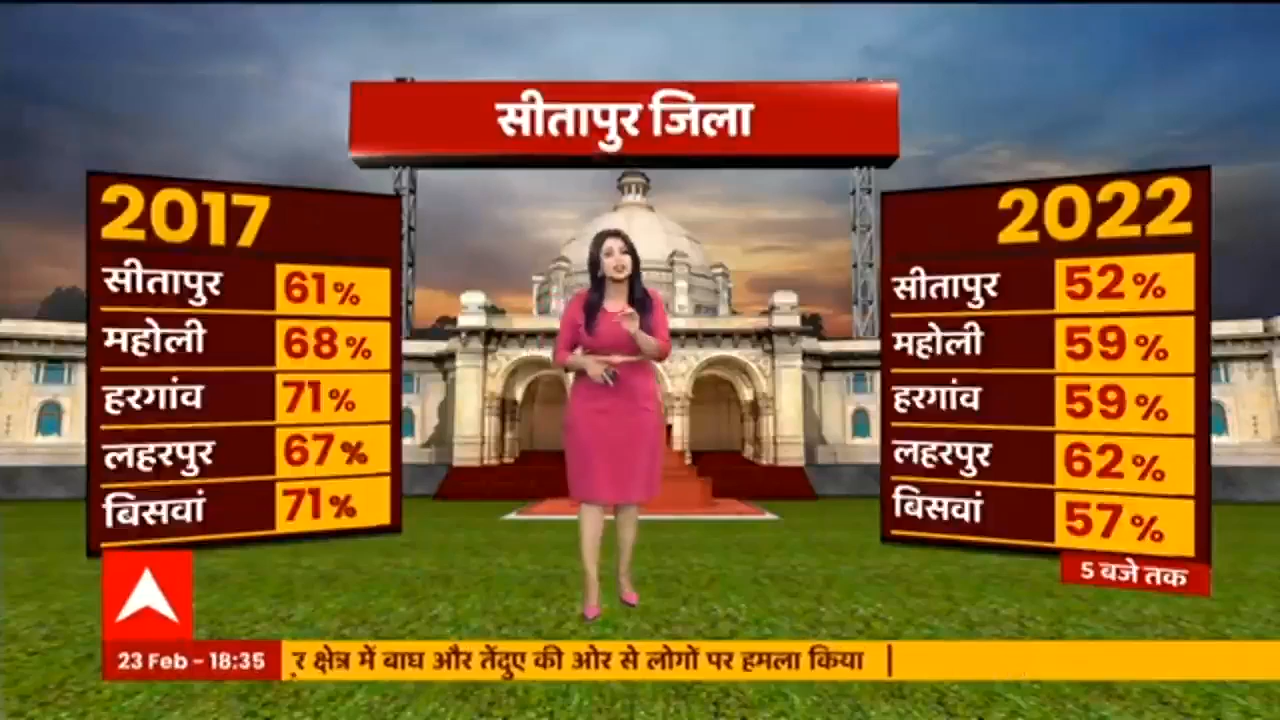 सीतापुर जिला
2017
सीतापुर 61%
महोली 68%
हरगांव 71%
लहरपुर 67%
बिसवां 71%
2022
सीतापुर 52%
महोली 59%
हरगांव 59%
लहरपुर 62%
बिसवां 57%
5 बजे तक
23 Feb - 18:35
र क्षेत्र में बाघ और तेंदुए की ओर से लोगों पर हमला किया